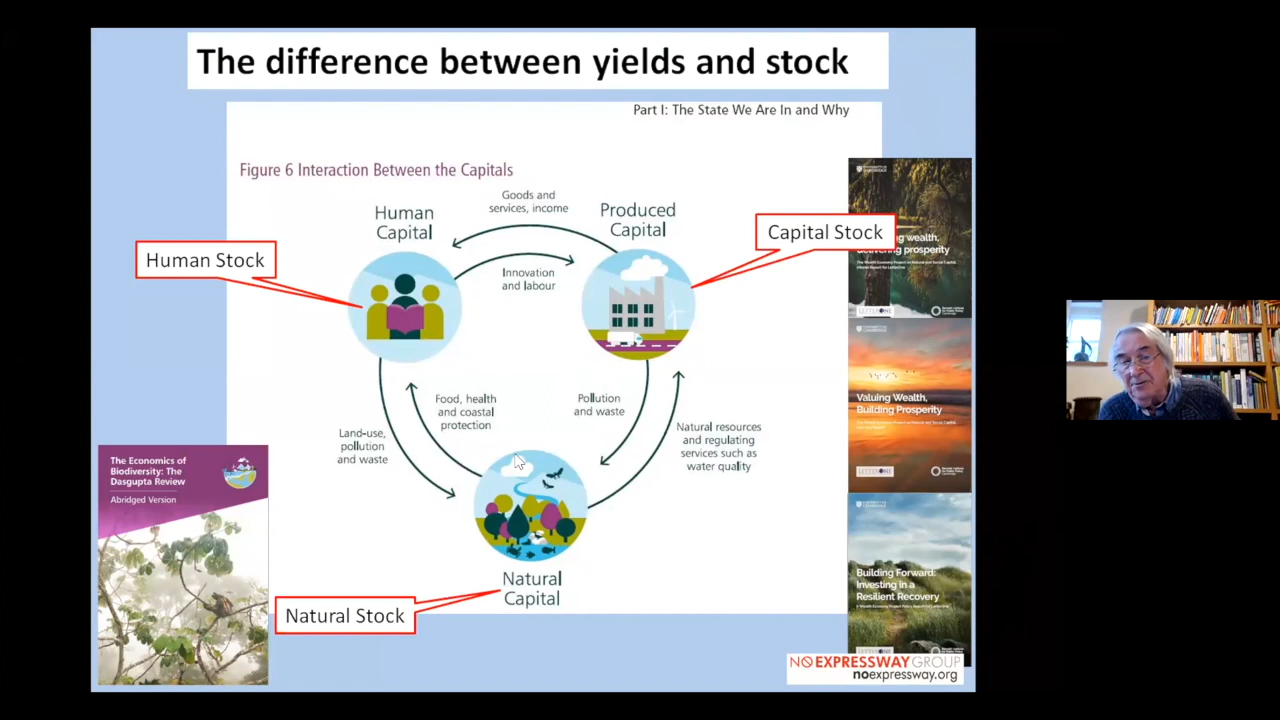 The difference between yields and stock
Part I: The State We Are In and Why
Figure 6 Interaction Between the Capitals
Human
Capital
Goods and
services, income
Produced
Capital
Human Stock
Capital Stock
Innovation
and labour
Food, health
and coastal
protection
Pollution
and waste
Land-use,
pollution
and waste
Natural resources
and regulating
services such as
water quality
Natural
Capital
Natural Stock
The Economics of
Biodiversity: The
Dasgupta Review
Abridged Version
wealth,
delivering prosperity
Valuing Wealth,
Building Prosperity
Building Forward:
Investing in a
Resilient Recovery
NO EXPRESSWAY GROUP
noexpressway.org